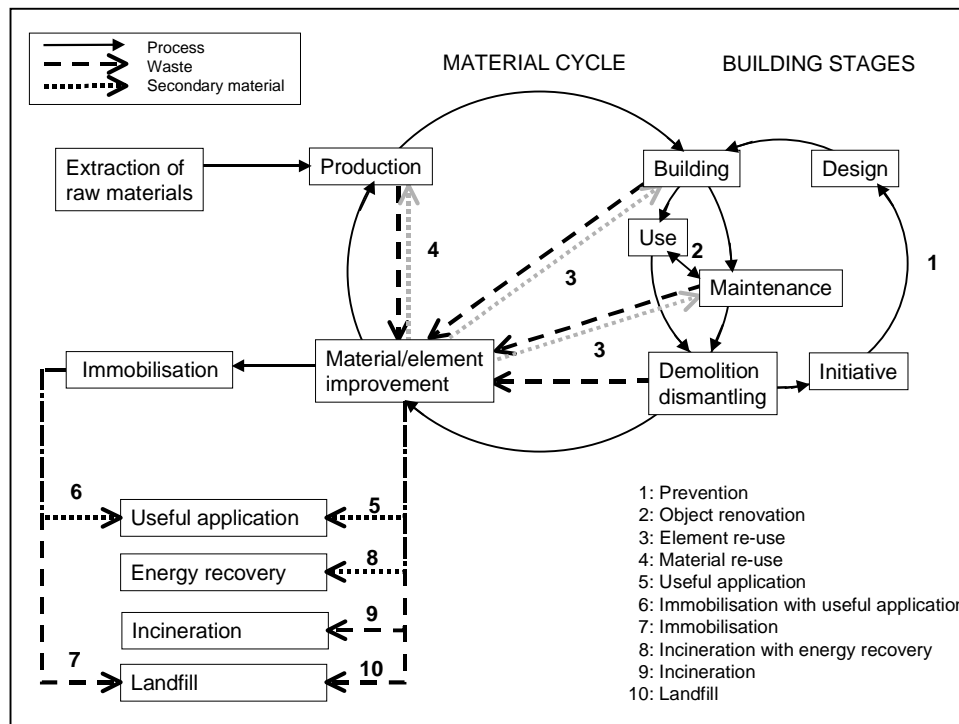 Process
Waste
Secondary material
MATERIAL CYCLE
BUILDING STAGES
Extraction of
raw materials
Production
Building
Design
Use
2
4
3
1
Maintenance
3
Immobilisation
Material/element
improvement
Demolition
dismantling
Initiative
6
Useful application
5
Energy recovery
8
Incineration
9
7
Landfill
10
1: Prevention
2: Object renovation
3: Element re-use
4: Material re-use
5: Useful application
6: Immobilisation with useful application
7: Immobilisation
8: Incineration with energy recovery
9: Incineration
10: Landfill